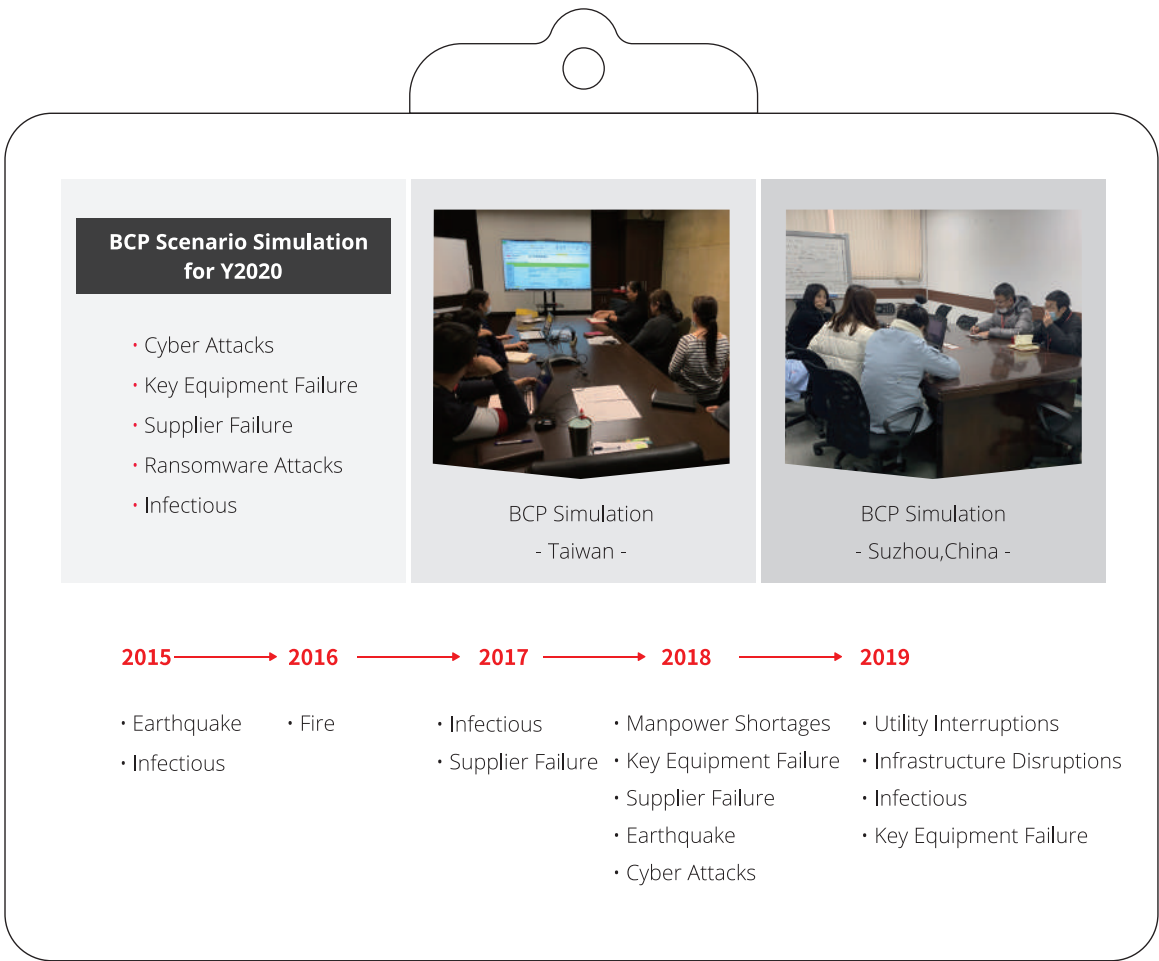 BCP Scenario Simulation
for Y2020
• Cyber Attacks
• Key Equipment Failure
• Supplier Failure
• Ransomware Attacks
• Infectious
BCP Simulation
- Taiwan -
BCP Simulation
- Suzhou,China -
2015
• Earthquake
• Infectious
2016
• Fire
2017
• Infectious
• Supplier Failure
2018
• Manpower Shortages
• Key Equipment Failure
• Supplier Failure
• Earthquake
• Cyber Attacks
2019
• Utility Interruptions
• Infrastructure Disruptions
• Infectious
• Key Equipment Failure